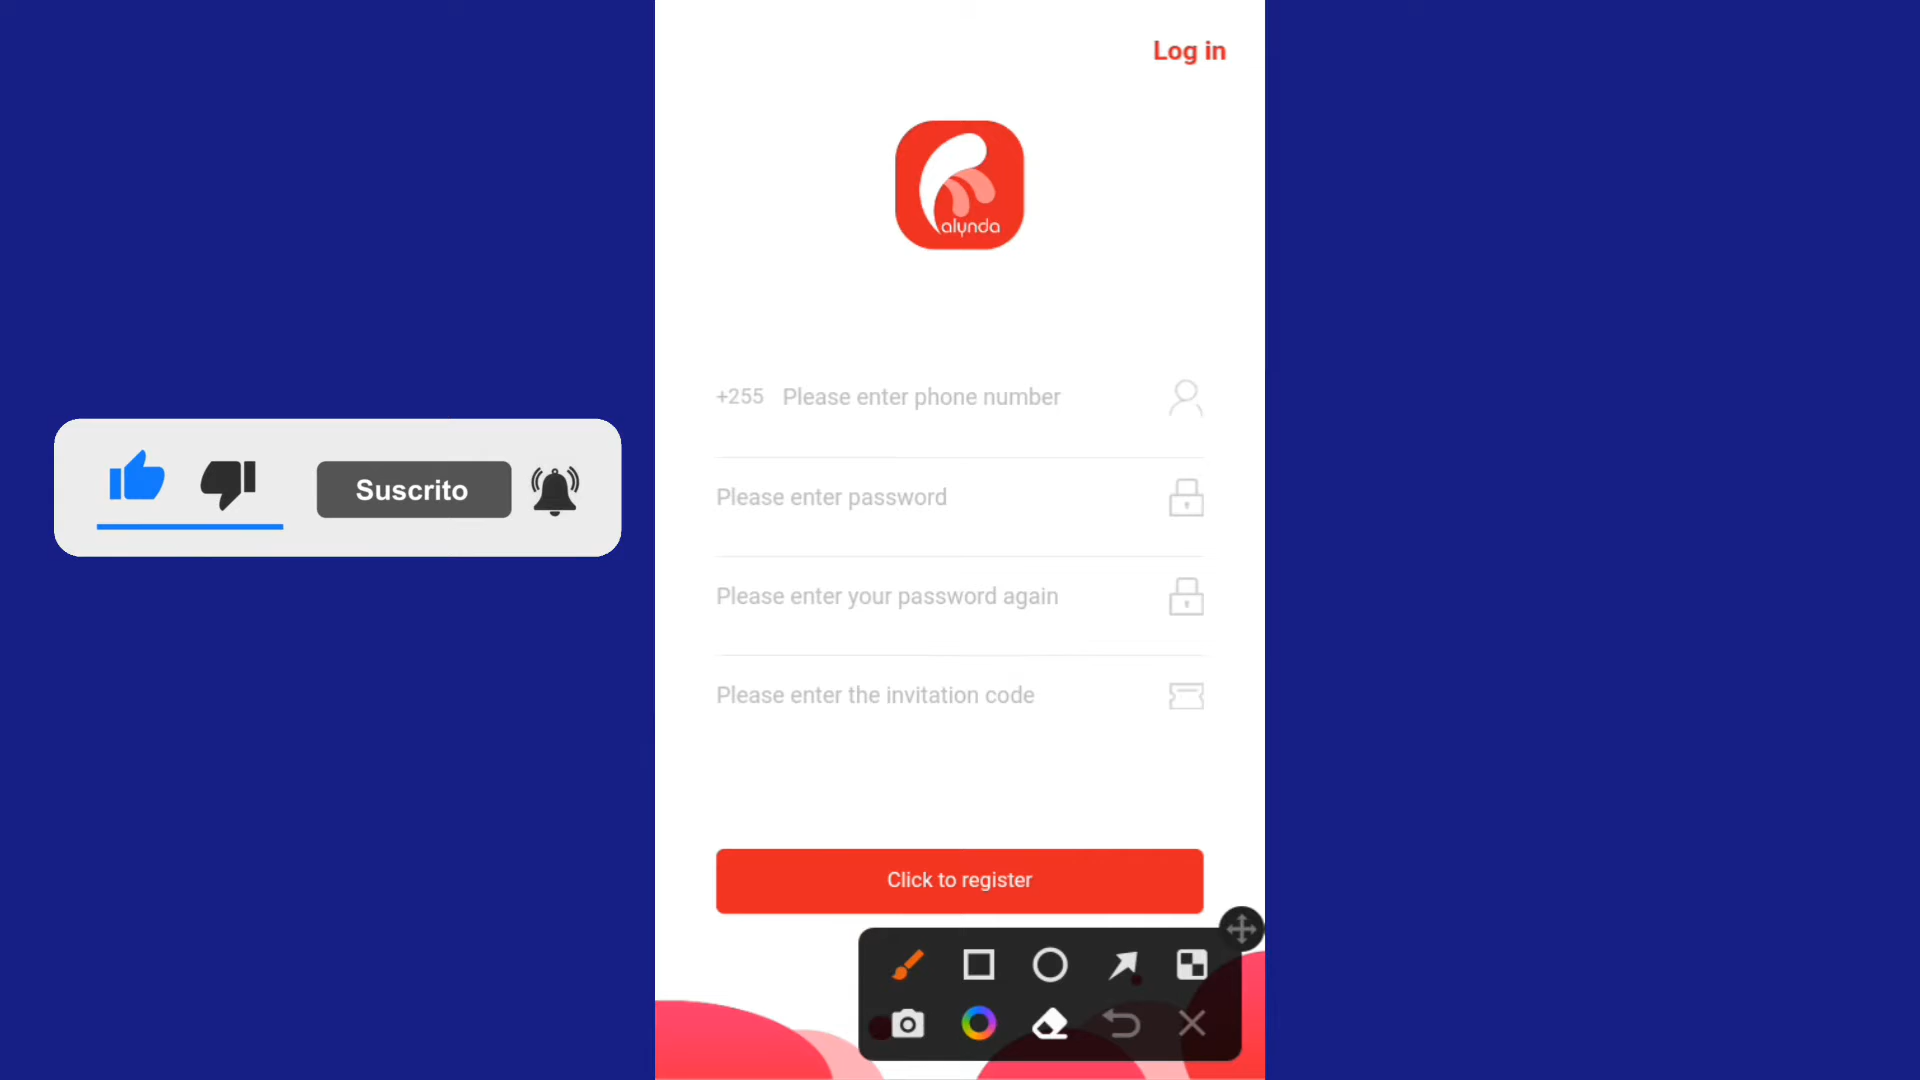 Log in
alynda
+255 Please enter phone number
Please enter password
Please enter your password again
Please enter the invitation code
Click to register
Suscrito